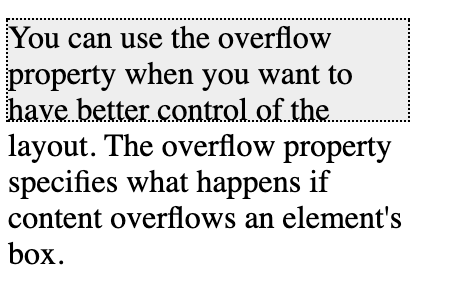 You can use the overflow
property when you want to
have better control of the
layout. The overflow property
specifies what happens if
content overflows an element's
box.